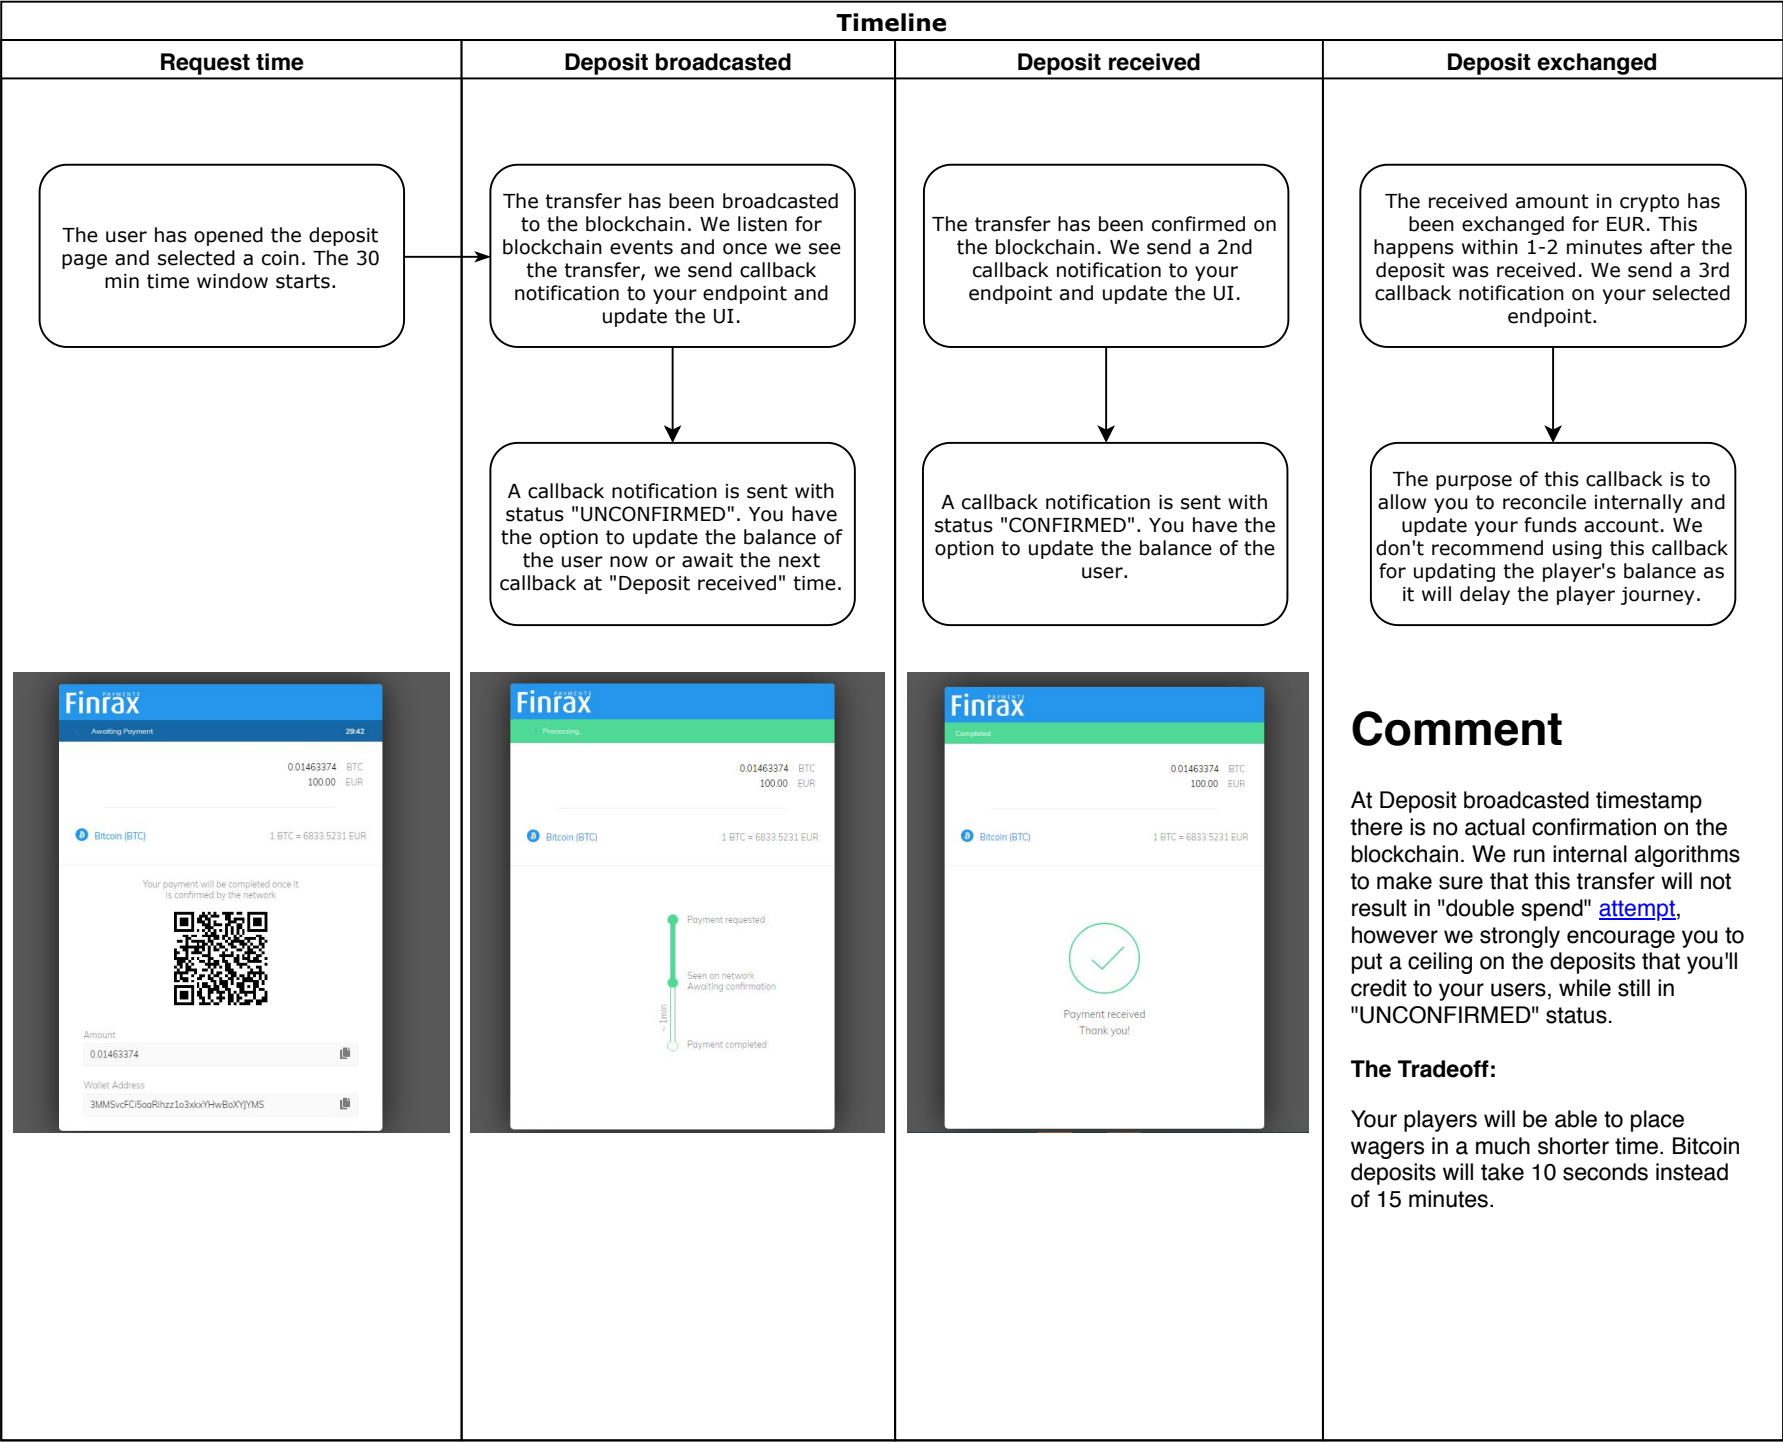 Timeline
Request time
Deposit broadcasted
Deposit received
Deposit exchanged
The user has opened the deposit
page and selected a coin. The 30
min time window starts.
The transfer has been broadcasted
to the blockchain. We listen for
blockchain events and once we see
the transfer, we send callback
notification to your endpoint and
update the UI.
The transfer has been confirmed on
the blockchain. We send a 2nd
callback notification to your
endpoint and update the UI.
The received amount in crypto has
been exchanged for EUR. This
happens within 1-2 minutes after the
deposit was received. We send a 3rd
callback notification on your selected
endpoint.
A callback notification is sent with
status "UNCONFIRMED". You have
the option to update the balance of
the user now or await the next
callback at "Deposit received" time.
A callback notification is sent with
status "CONFIRMED". You have the
option to update the balance of the
user.
The purpose of this callback is to
allow you to reconcile internally and
update your funds account. We
don't recommend using this callback
for updating the player's balance as
it will delay the player journey.
PAYMENTS
Finrax
Awaiting Payment 29:42
0.01463374 BTC
100.00 EUR
Bitcoin (BTC) 1 BTC = 6833.5231 EUR
Your payment will be completed once it
is confirmed by the network
Amount
0.01463374
Wallet Address
3MMSvcFCi5oaRihzz1o3xkxYHwBoXYJYMS
PAYMENTS
Finrax
Processing..
0.01463374 BTC
100.00 EUR
Bitcoin (BTC) 1 BTC = 6833.5231 EUR
Payment requested
Seen on network
Awaiting confirmation
~ 1min
Payment completed
PAYMENTS
Finrax
Completed
0.01463374 BTC
100.00 EUR
Bitcoin (BTC) 1 BTC = 6833.5231 EUR
Payment received
Thank you!
Comment
At Deposit broadcasted timestamp
there is no actual confirmation on the
blockchain. We run internal algorithms
to make sure that this transfer will not
result in "double spend" attempt,
however we strongly encourage you to
put a ceiling on the deposits that you'll
credit to your users, while still in
"UNCONFIRMED" status.
The Tradeoff:
Your players will be able to place
wagers in a much shorter time. Bitcoin
deposits will take 10 seconds instead
of 15 minutes.